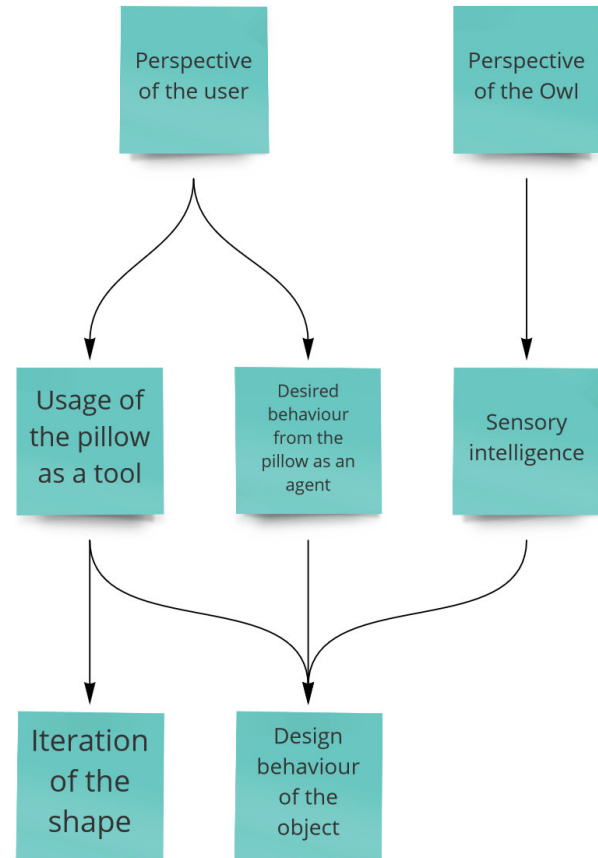 Perspective
of the user
Perspective
of the Owl
Usage of
the pillow
as a tool
Desired
behaviour
from the
pillow as an
agent
Sensory
intelligence
Iteration
of the
shape
Design
behaviour
of the
object